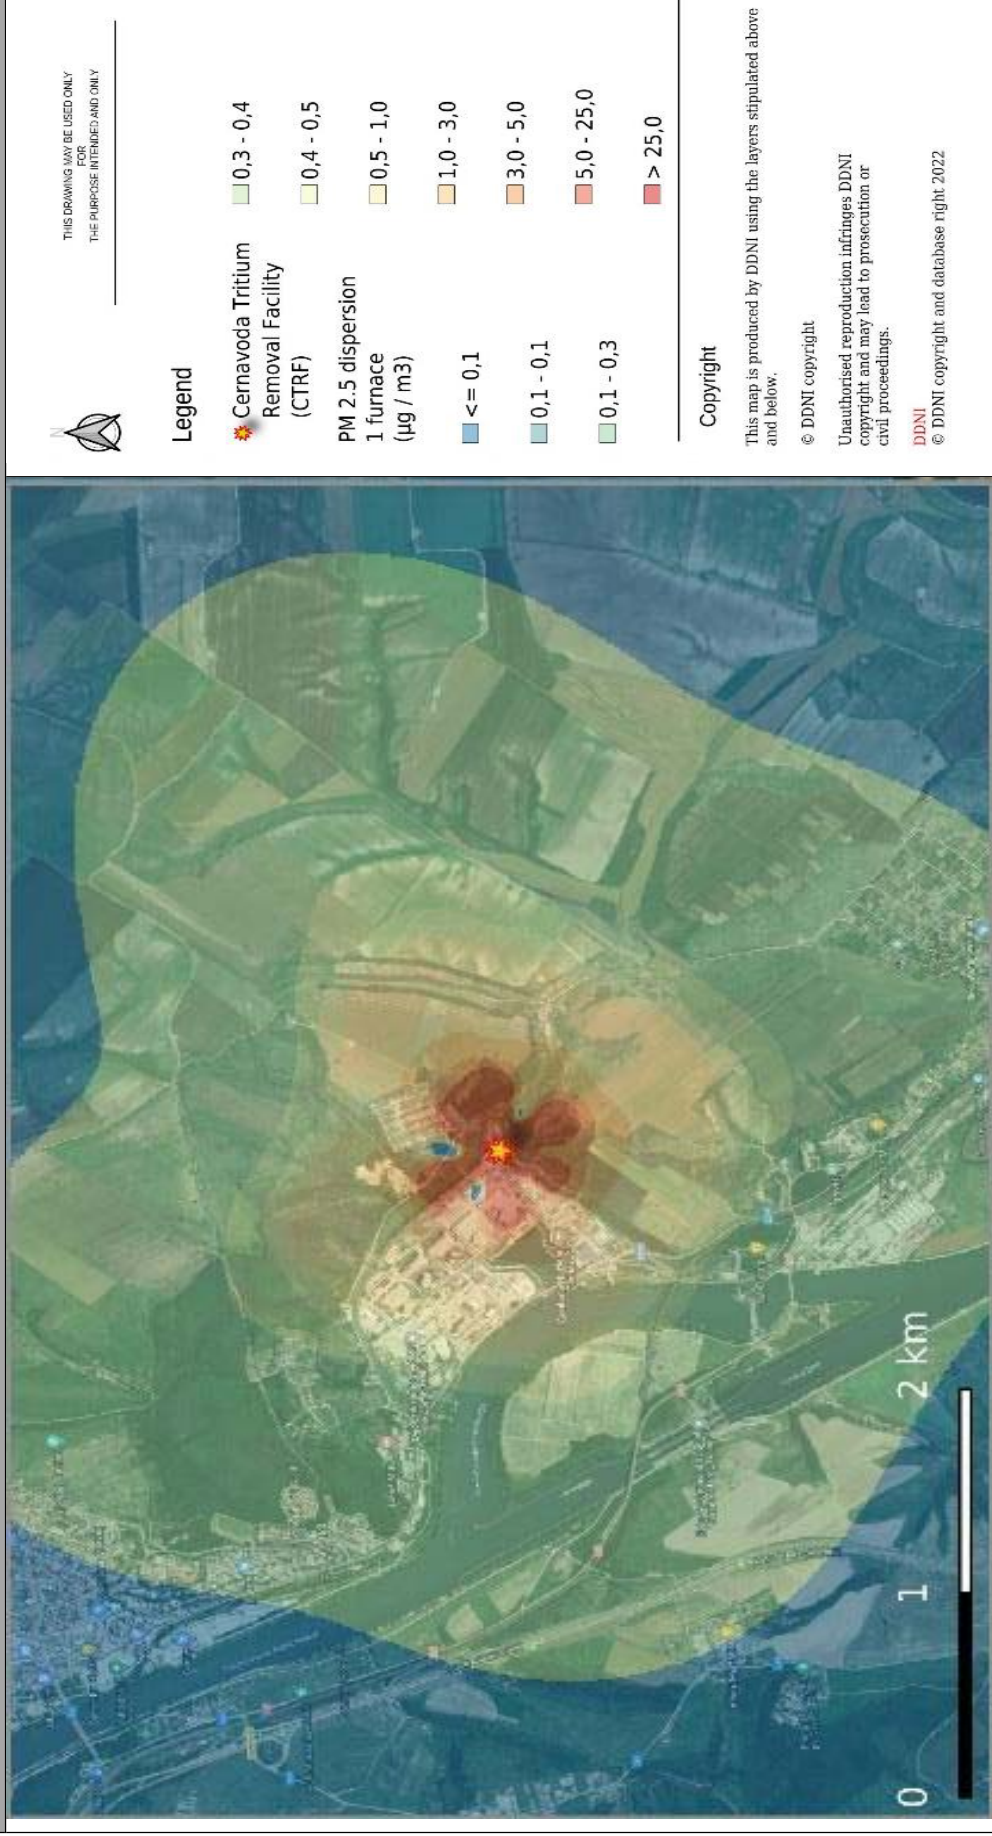 THIS DRAWING MAY BE USED ONLY
FOR
THE PURPOSE INTENDED AND ONLY
N
Legend
Cernavoda Tritium
Removal Facility
(CTRF)
PM 2.5 dispersion
1 furnace
(µg / m3)
<= 0,1
0,1 - 0,1
0,1 - 0,3
0,3 - 0,4
0,4 - 0,5
0,5 - 1,0
1,0 - 3,0
3,0 - 5,0
5,0 - 25,0
> 25,0
Copyright
This map is produced by DDNI using the layers stipulated above
and below.
© DDNI copyright
Unauthorised reproduction infringes DDNI
copyright and may lead to prosecution or
civil proceedings.
DDNI
© DDNI copyright and database right 2022
0 1 2 km